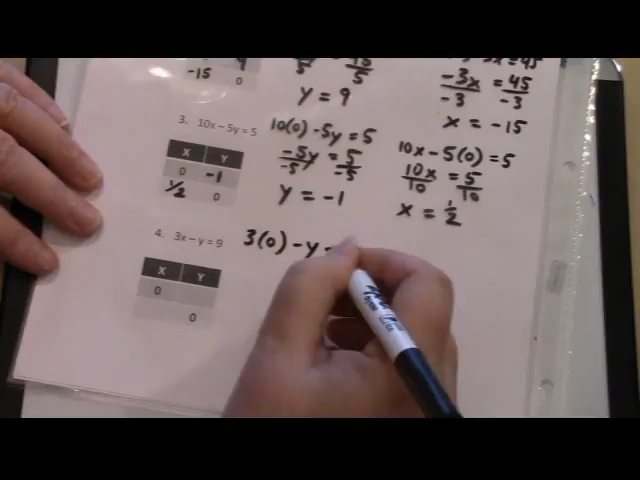 -15 0
5 5
y = 9
-3x = 45
-3 -3
x = -15
3. 10x – 5y = 5
X Y
0 -1
1/2 0
10(0) -5y = 5
-5y = 5
-5 -5
y = -1
10x - 5(0) = 5
10x = 5
10 10
x = 1/2
4. 3x – y = 9
X Y
0
0
3(0) - y